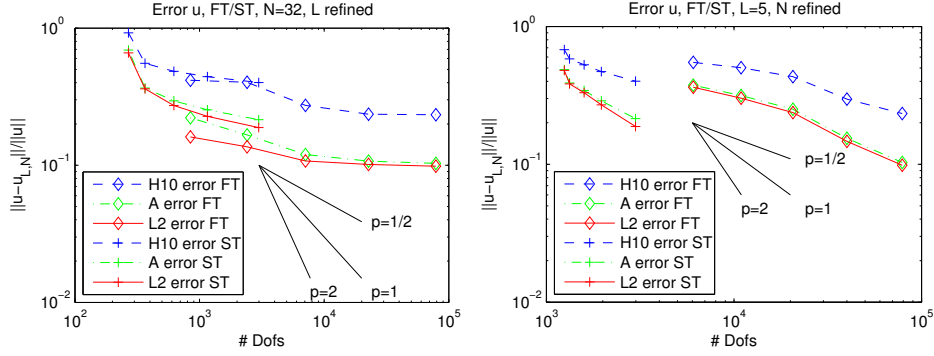 Error u, FT/ST, N=32, L refined
10^0
10^-1
10^-2
||u−u_{L,N}||/||u||
p=1/2
p=2
p=1
H10 error FT
A error FT
L2 error FT
H10 error ST
A error ST
L2 error ST
10^2
10^3
10^4
10^5
# Dofs
Error u, FT/ST, L=5, N refined
10^0
10^-1
10^-2
||u−u_{L,N}||/||u||
p=1/2
p=2
p=1
H10 error FT
A error FT
L2 error FT
H10 error ST
A error ST
L2 error ST
10^3
10^4
10^5
# Dofs